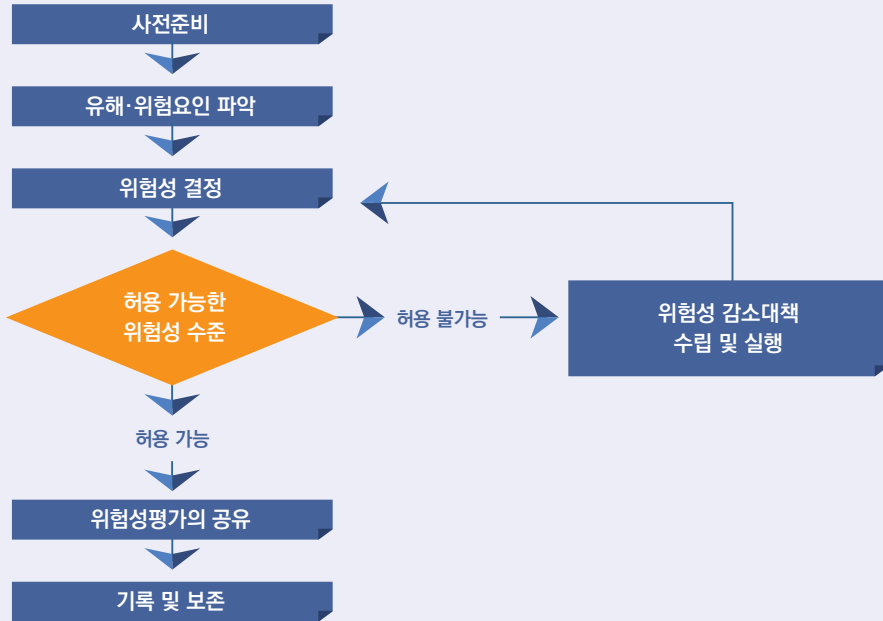 사전준비
유해·위험요인 파악
위험성 결정
허용 가능한
위험성 수준
허용 불가능
위험성 감소대책
수립 및 실행
허용 가능
위험성평가의 공유
기록 및 보존